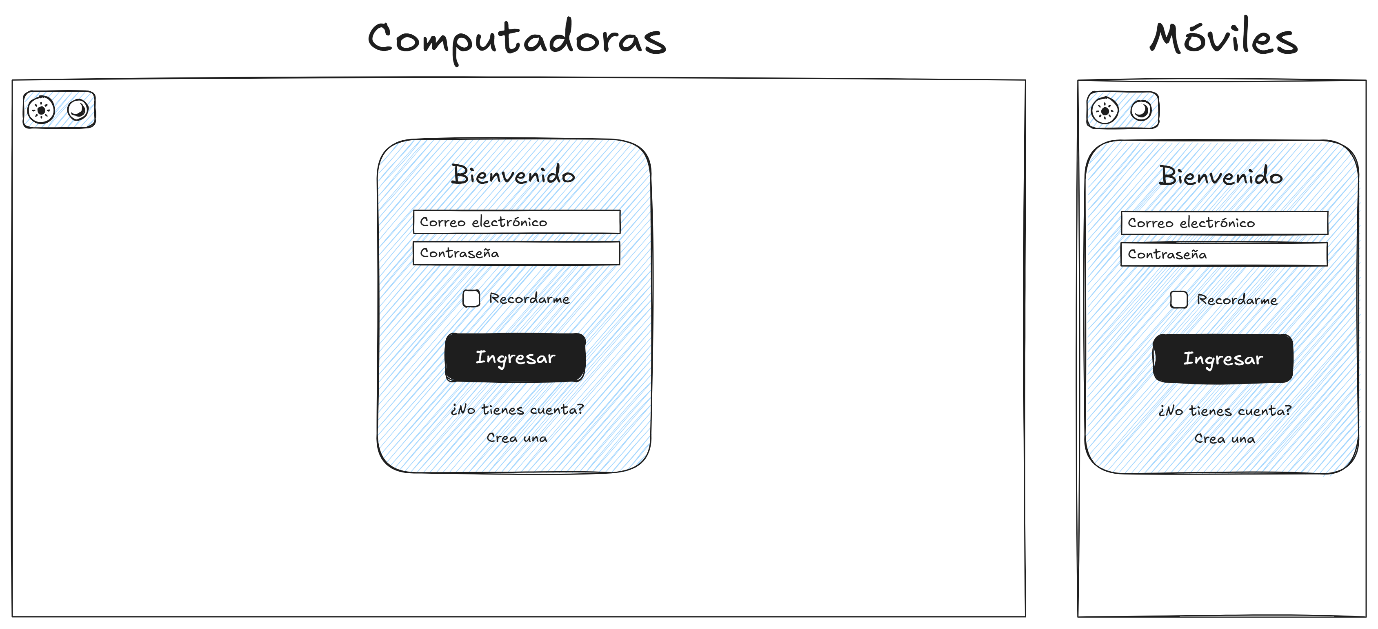 Computadoras
Bienvenido
Correo electrónico
Contraseña
Recordarme
Ingresar
¿No tienes cuenta?
Crea una
Móviles
Bienvenido
Correo electrónico
Contraseña
Recordarme
Ingresar
¿No tienes cuenta?
Crea una